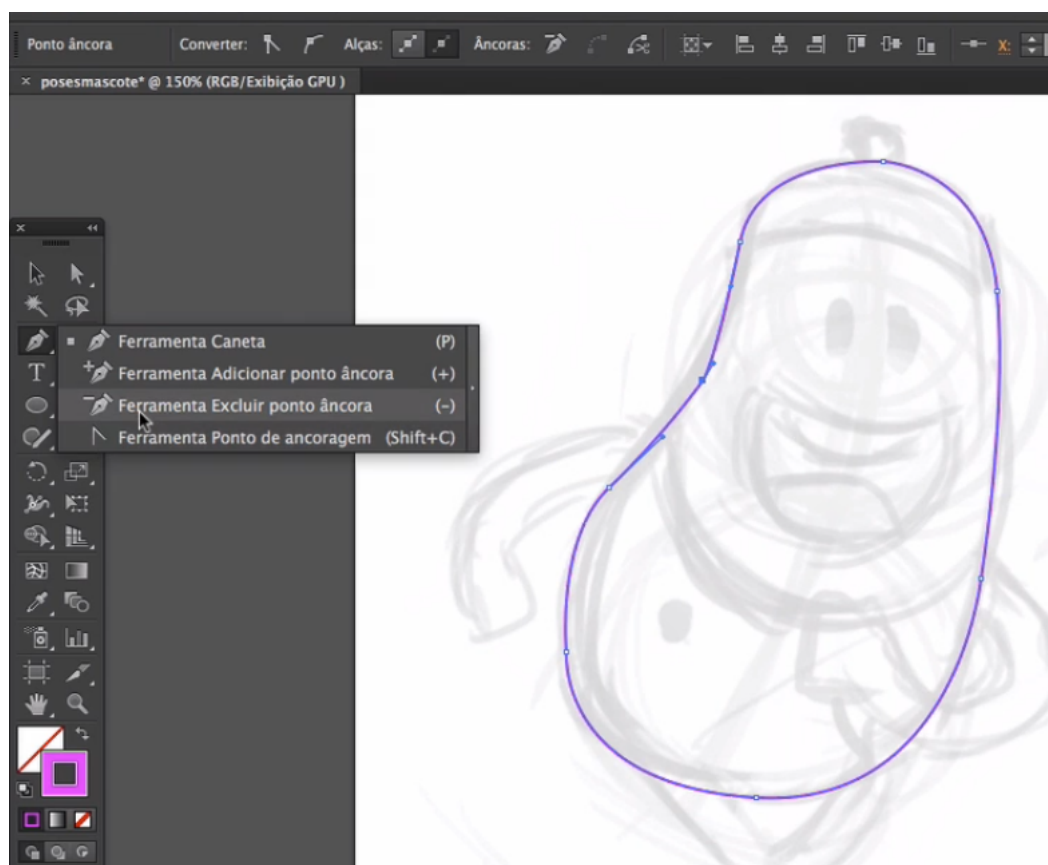 Ponto âncora Converter: Alças: Âncoras: X:
× posesmascote* @ 150% (RGB/Exibição GPU )
Ferramenta Caneta (P)
Ferramenta Adicionar ponto âncora (+)
Ferramenta Excluir ponto âncora (-)
Ferramenta Ponto de ancoragem (Shift+C)